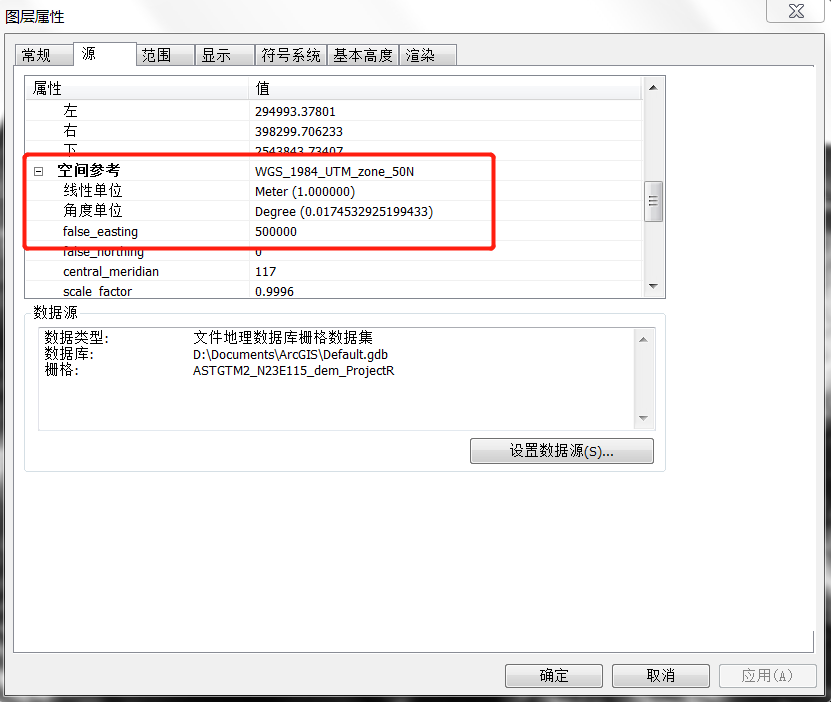 图层属性
常规 源 范围 显示 符号系统 基本高度 渲染
属性 值
左 294993.37801
右 398299.706233
下 2543843.73407
空间参考 WGS_1984_UTM_zone_50N
线性单位 Meter (1.000000)
角度单位 Degree (0.0174532925199433)
false_easting 500000
false_northing 0
central_meridian 117
scale_factor 0.9996
数据源
数据类型: 文件地理数据库栅格数据集
数据库: D:\Documents\ArcGIS\Default.gdb
栅格: ASTGTM2_N23E115_dem_ProjectR
设置数据源(S)...
确定 取消 应用(A)